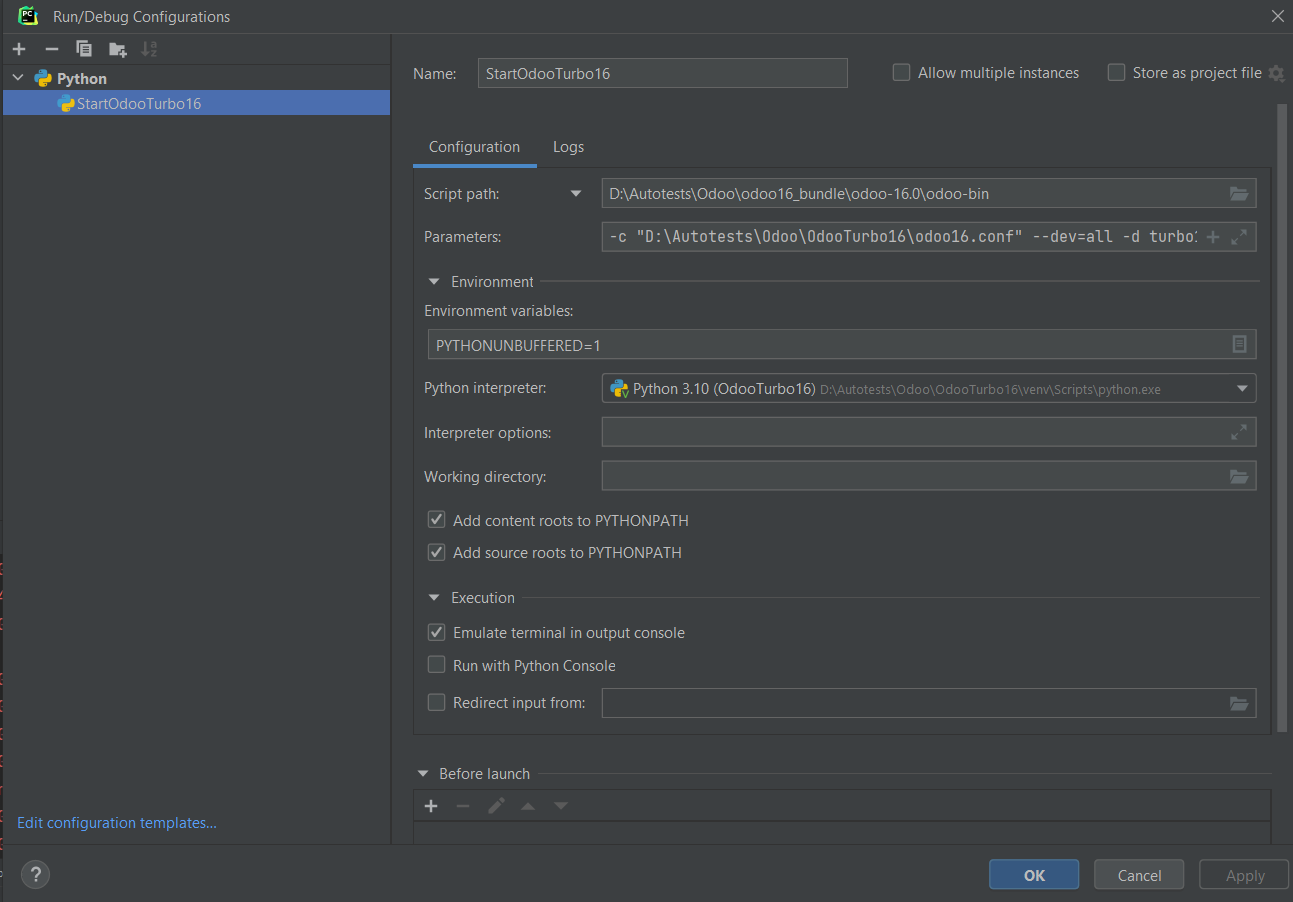 PC
Run/Debug Configurations
Python
StartOdooTurbo16
Edit configuration templates...
Name: StartOdooTurbo16 Allow multiple instances Store as project file
Configuration Logs
Script path: D:\Autotests\Odoo\odoo16_bundle\odoo-16.0\odoo-bin
Parameters: -c "D:\Autotests\Odoo\OdooTurbo16\odoo16.conf" --dev=all -d turbo1
Environment
Environment variables:
PYTHONUNBUFFERED=1
Python interpreter: Python 3.10 (OdooTurbo16) D:\Autotests\Odoo\OdooTurbo16\venv\Scripts\python.exe
Interpreter options:
Working directory:
Add content roots to PYTHONPATH
Add source roots to PYTHONPATH
Execution
Emulate terminal in output console
Run with Python Console
Redirect input from:
Before launch
? OK Cancel Apply